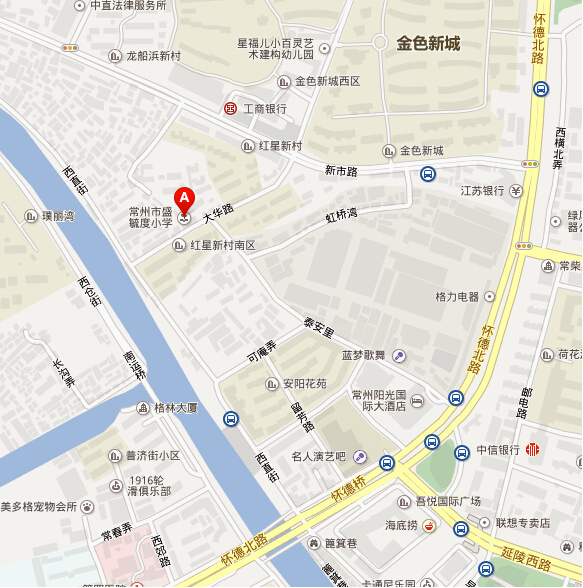 中直法律服务所
怀德北路
星福儿小百灵艺
术建构幼儿园
金色新城
龙船浜新村
金色新城西区
工商银行
西横北弄
红星新村
金色新城
新市路
西直街
江苏银行
A
常州市盛
毓度小学
大华路
虹桥湾
璞丽湾
红星新村南区
常柴
西仓街
格力电器
泰安里
怀德北路
南运桥
可庵弄
蓝梦歌舞
荷花
长沟弄
安阳花苑
常州阳光国
际大酒店
邮电路
格林大厦
留芳路
普济街小区
西直街
名人演艺吧
中信银行
1916轮
滑俱乐部
怀德桥
美多格宠物会所
吾悦国际广场
常春弄
海底捞
联想专卖店
西郊路
怀德北路
篦箕巷
延陵西路
卡通尼乐园